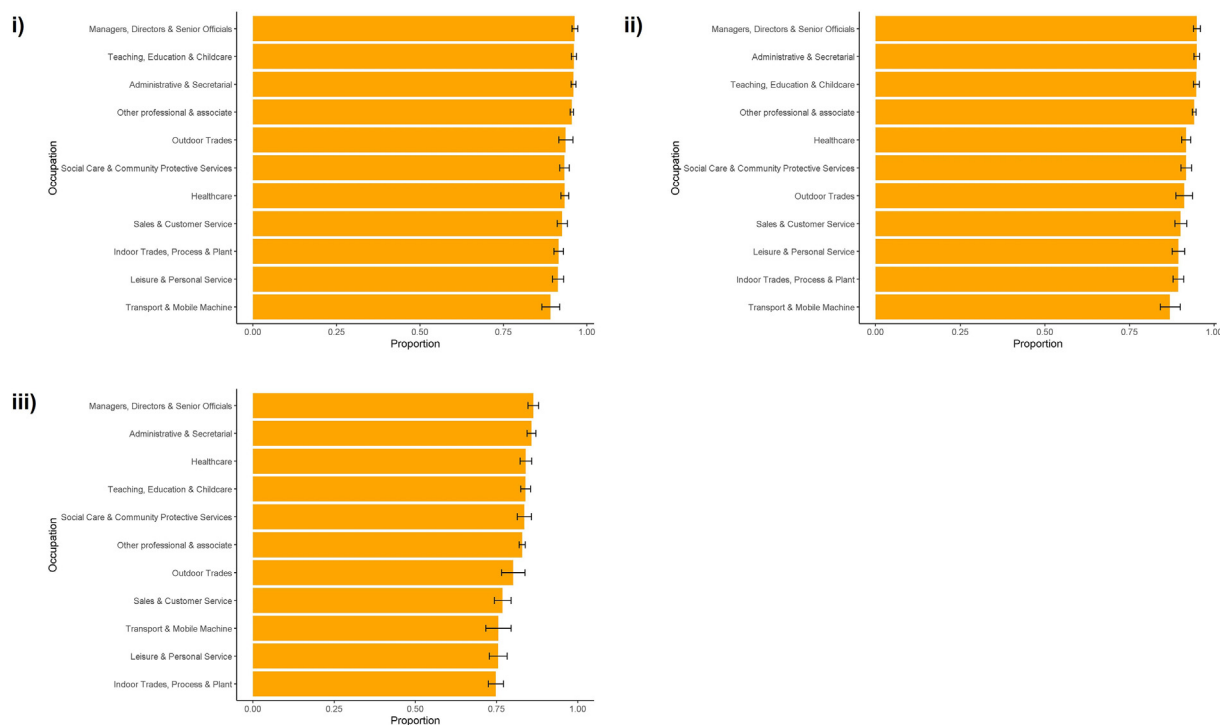 i)
Occupation
Managers, Directors & Senior Officials
Teaching, Education & Childcare
Administrative & Secretarial
Other professional & associate
Outdoor Trades
Social Care & Community Protective Services
Healthcare
Sales & Customer Service
Indoor Trades, Process & Plant
Leisure & Personal Service
Transport & Mobile Machine
0.00 0.25 0.50 0.75 1.00
Proportion
ii)
Occupation
Managers, Directors & Senior Officials
Administrative & Secretarial
Teaching, Education & Childcare
Other professional & associate
Healthcare
Social Care & Community Protective Services
Outdoor Trades
Sales & Customer Service
Leisure & Personal Service
Indoor Trades, Process & Plant
Transport & Mobile Machine
0.00 0.25 0.50 0.75 1.00
Proportion
iii)
Occupation
Managers, Directors & Senior Officials
Administrative & Secretarial
Healthcare
Teaching, Education & Childcare
Social Care & Community Protective Services
Other professional & associate
Outdoor Trades
Sales & Customer Service
Transport & Mobile Machine
Leisure & Personal Service
Indoor Trades, Process & Plant
0.00 0.25 0.50 0.75 1.00
Proportion